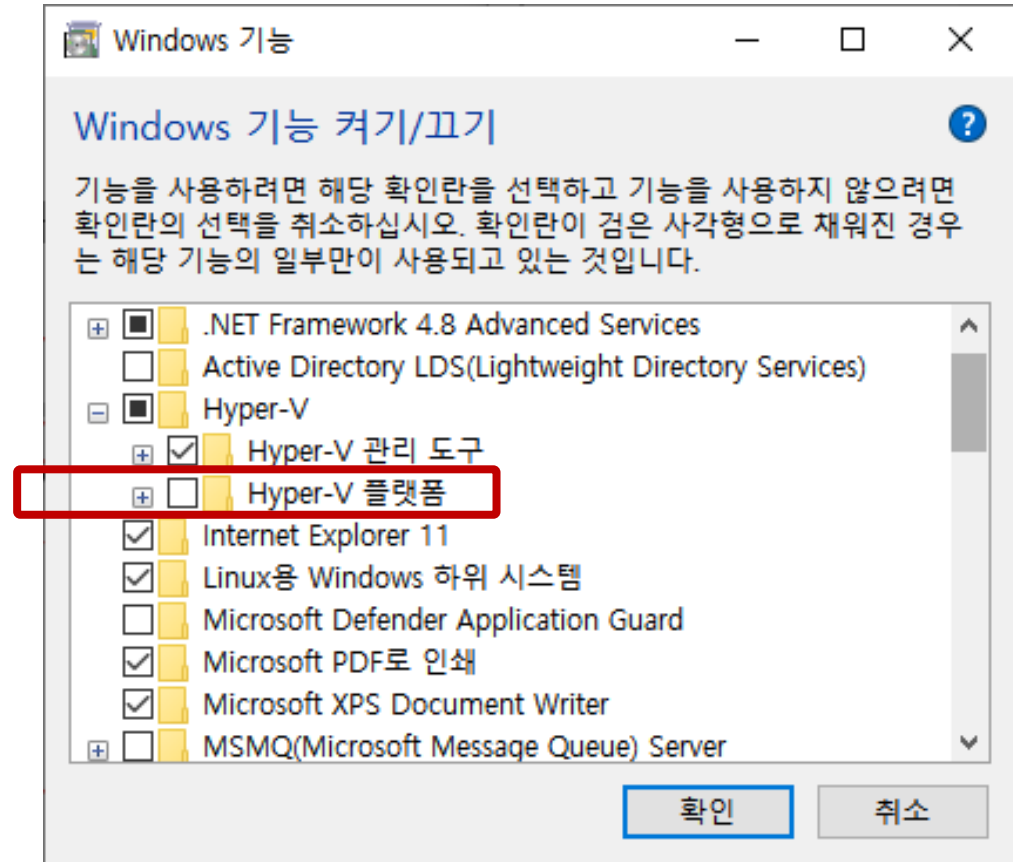 Windows 기능
Windows 기능 켜기/끄기
기능을 사용하려면 해당 확인란을 선택하고 기능을 사용하지 않으려면
확인란의 선택을 취소하십시오. 확인란이 검은 사각형으로 채워진 경우
는 해당 기능의 일부만이 사용되고 있는 것입니다.
.NET Framework 4.8 Advanced Services
Active Directory LDS(Lightweight Directory Services)
Hyper-V
Hyper-V 관리 도구
Hyper-V 플랫폼
Internet Explorer 11
Linux용 Windows 하위 시스템
Microsoft Defender Application Guard
Microsoft PDF로 인쇄
Microsoft XPS Document Writer
MSMQ(Microsoft Message Queue) Server
확인 취소